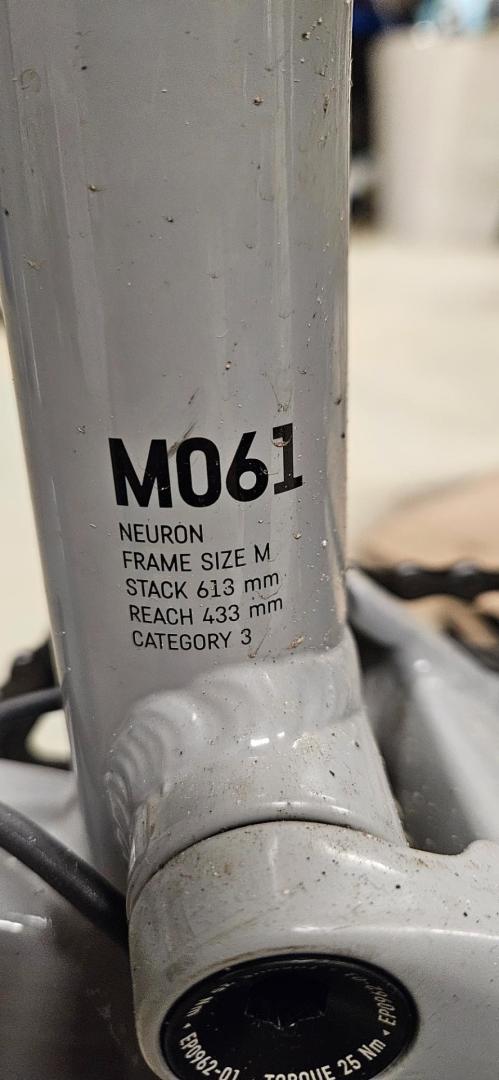 M061
NEURON
FRAME SIZE M
STACK 613 mm
REACH 433 mm
CATEGORY 3
EP0962-01 TORQUE 25 Nm